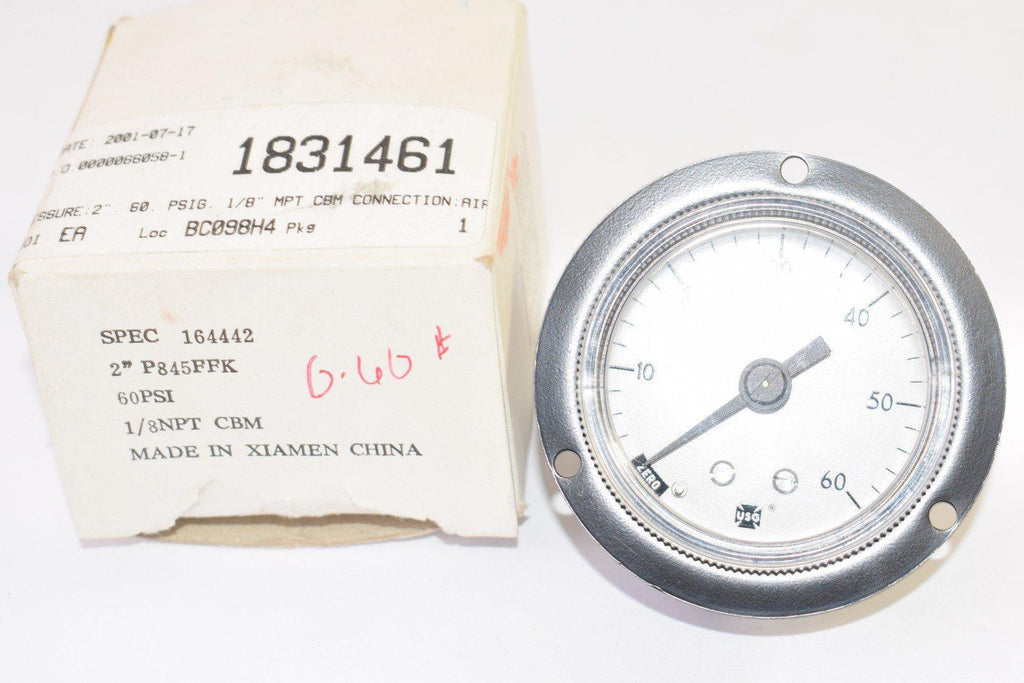 ATE: 2001-07-17
.O. 0000066058-1
1831461
SSURE:2". 60. PSIG. 1/8" MPT CBM CONNECTION:AIR
OI EA Loc BC098H4 Pkg 1
SPEC 164442
2" P845FFK
60PSI
1/8NPT CBM
MADE IN XIAMEN CHINA
0-60 #
40
10
50
60
ZERO
USG
®